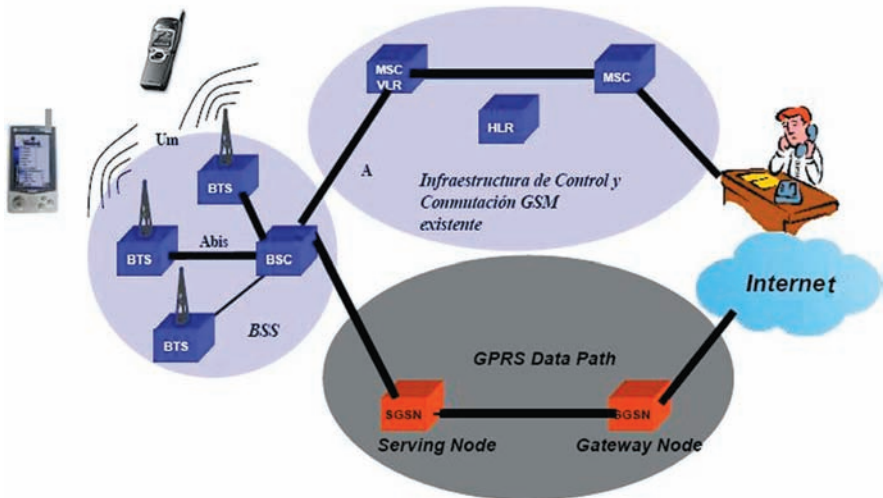 MSC
VLR
MSC
HLR
Um
BTS
A
Infraestructura de Control y
Conmutación GSM
existente
Abis
BTS
BSC
Internet
BTS
BSS
GPRS Data Path
SGSN
SGSN
Serving Node
Gateway Node